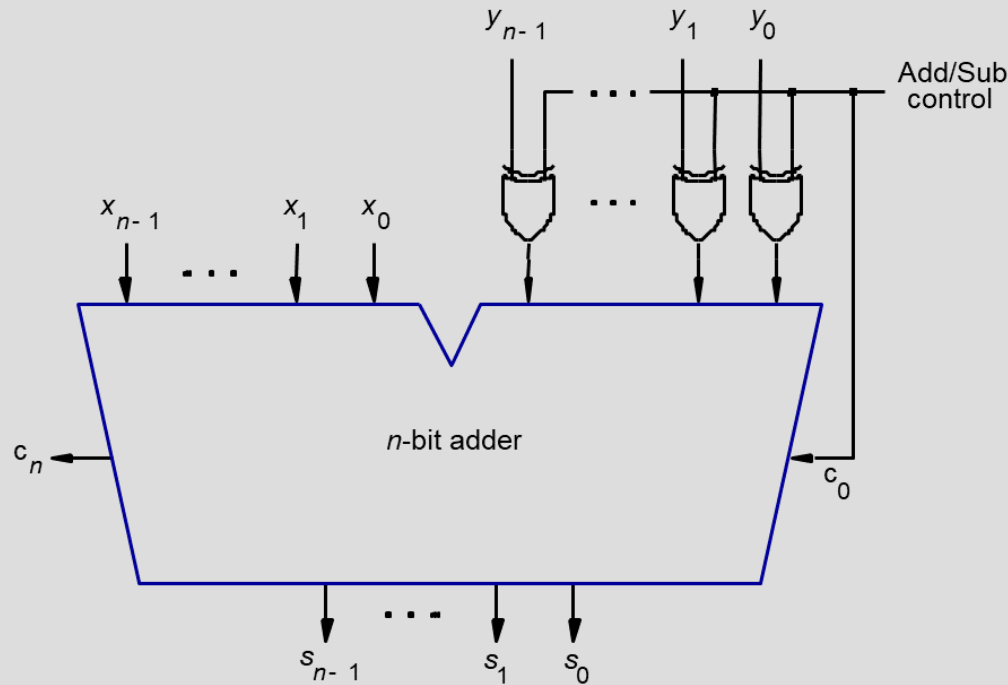 y_{n-1} y_1 y_0
Add/Sub
control
x_{n-1} x_1 x_0
n-bit adder
c_n
c_0
s_{n-1} s_1 s_0